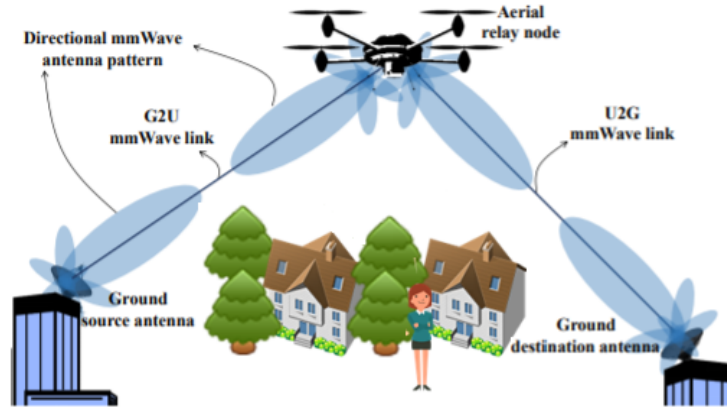 Aerial
relay node
Directional mmWave
antenna pattern
G2U
mmWave link
U2G
mmWave link
Ground
source antenna
Ground
destination antenna